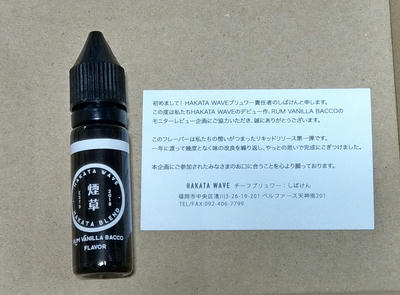 HAKATA WAVE
煙草
ESTD 2018
HAKATA BLEND
RUM VANILLA BACCO
FLAVOR
初めまして！HAKATA WAVEブリュワー責任者のしばけんと申します。
この度は私たちHAKATA WAVEのデビュー作、RUM VANILLA BACCOの
モニターレビュー企画にご協力いただき、誠にありがとうございます。
このフレーバーは私たちの想いがつまったリキッドリリース第一弾です。
一年に渡って幾度となく味の改良を繰り返し、やっとの思いで完成にこぎつけました。
本企画にご参加されたみなさまのお口に合うことを心より願っております。
HAKATA WAVE チーフブリュワー：しばけん
福岡市中央区清川3-26-19-201 ベルファース天神南201
TEL/FAX:092-406-7799